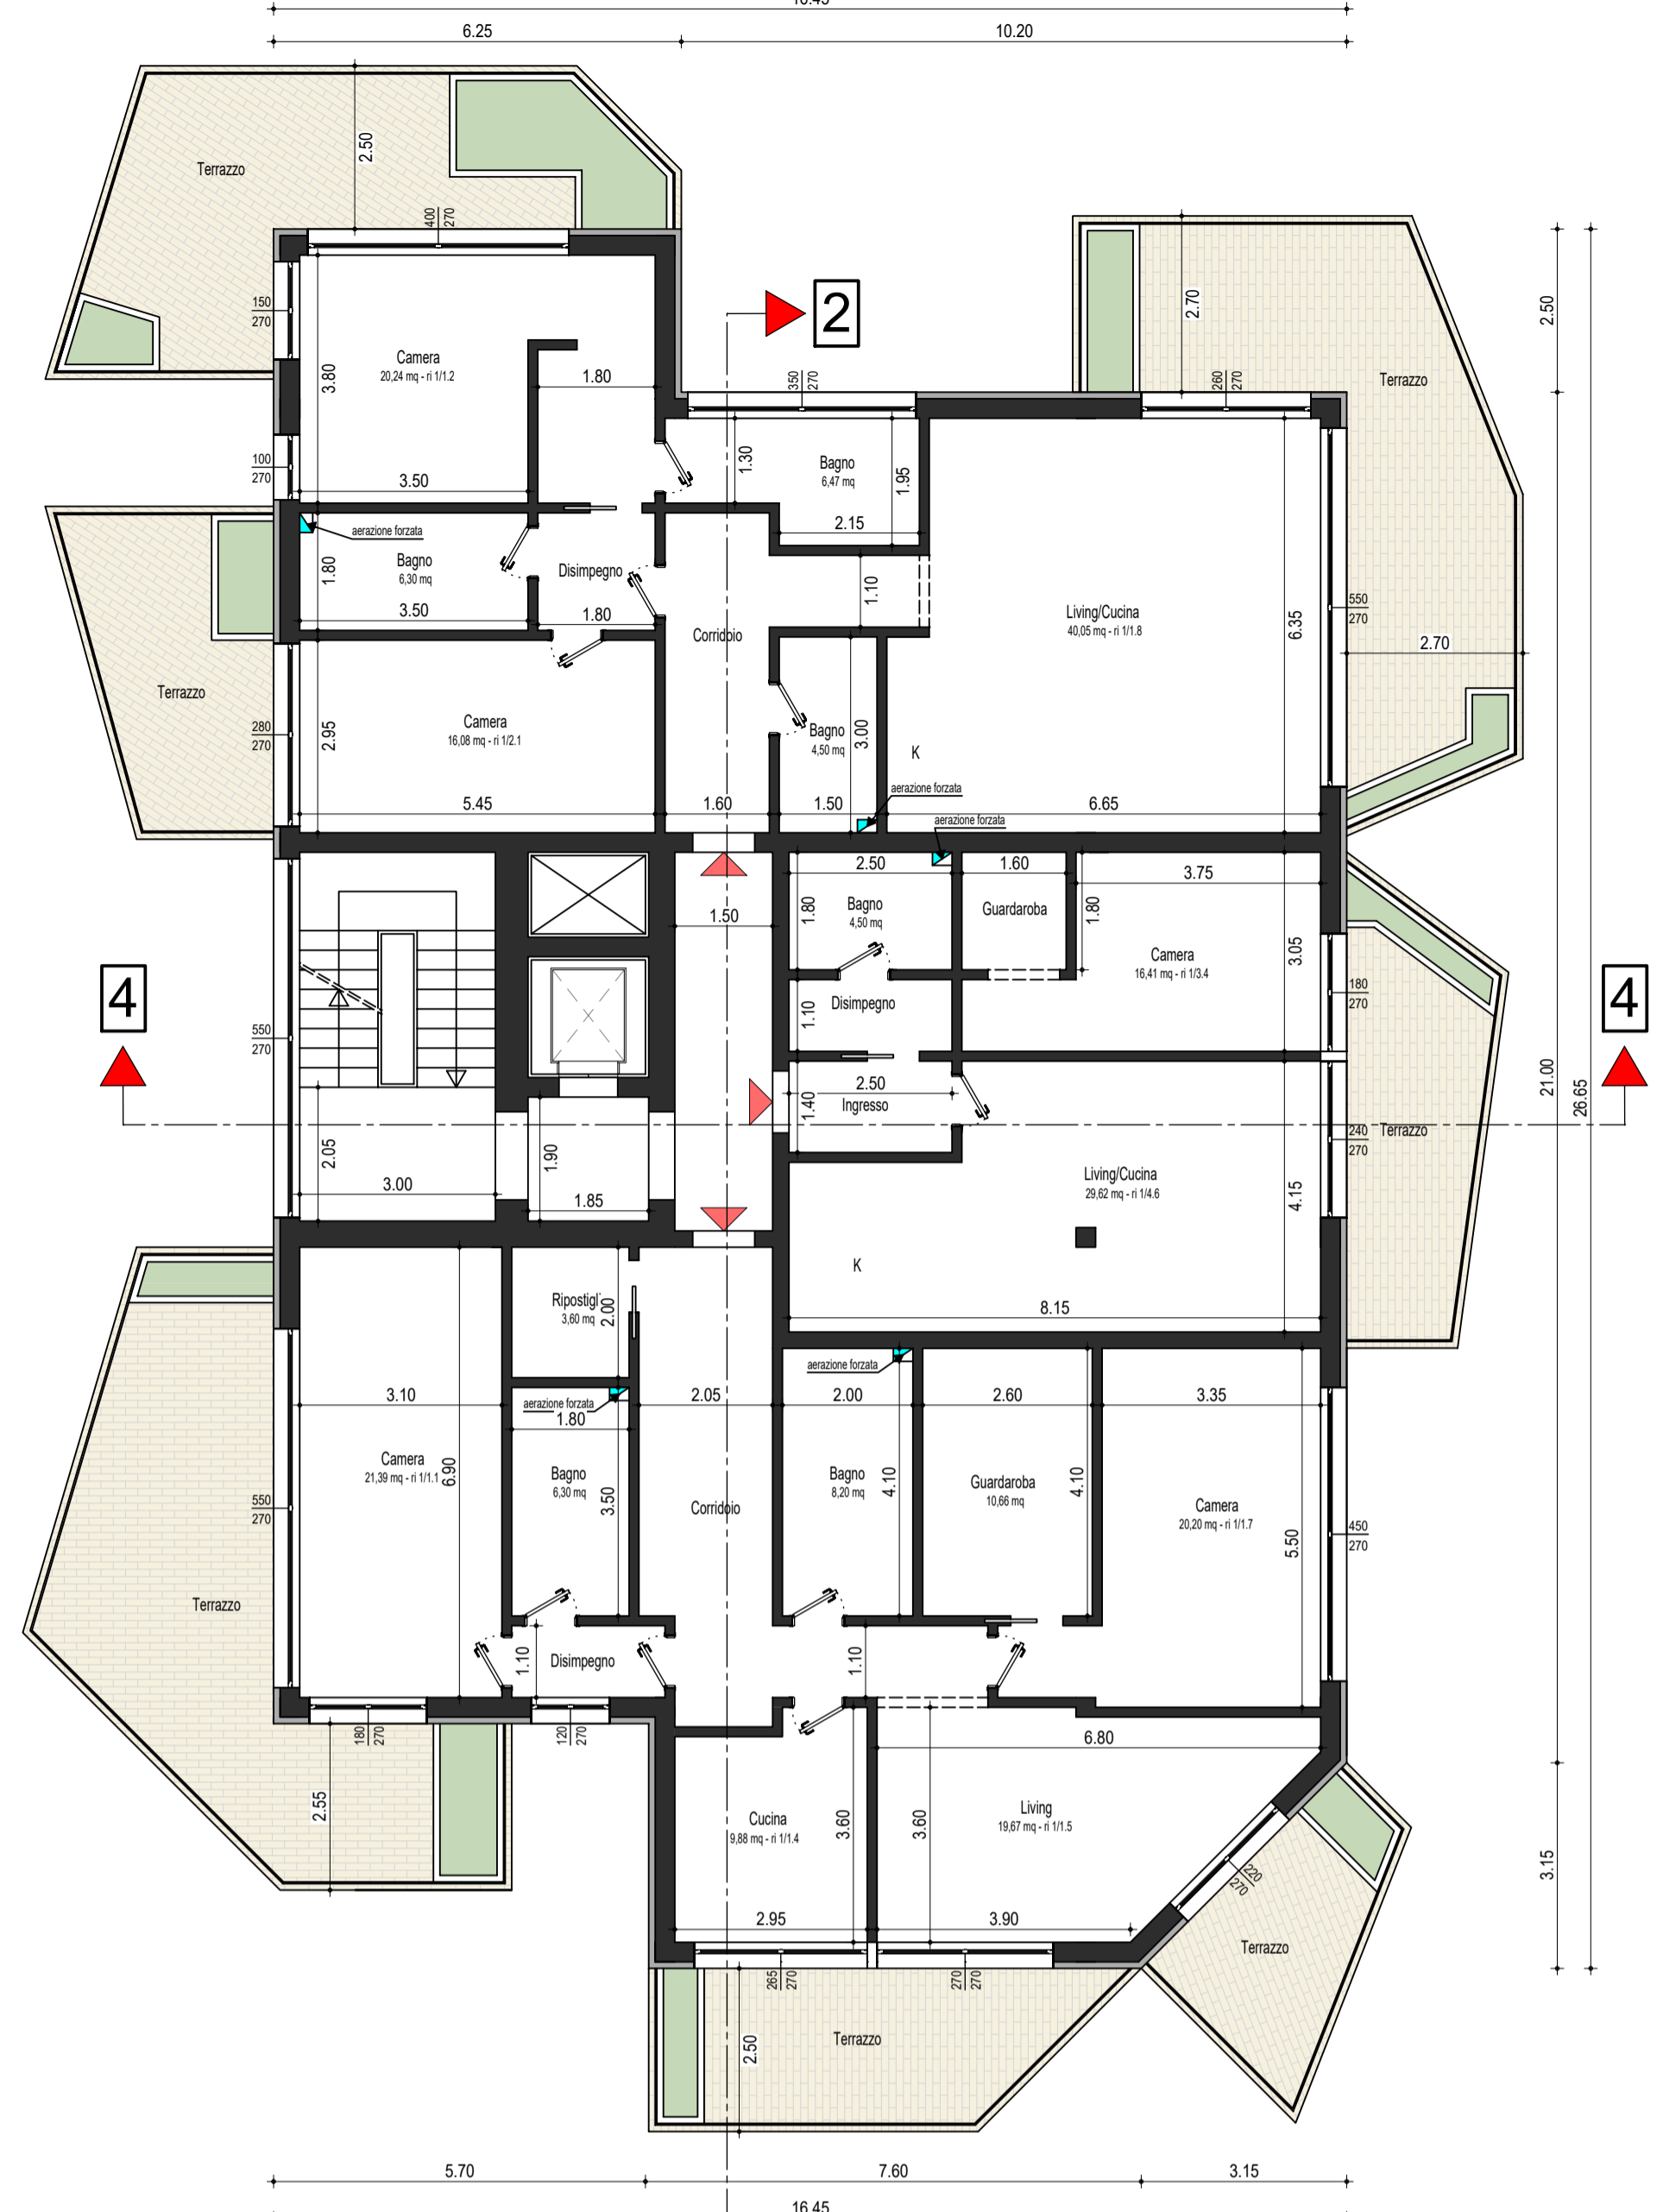 16.45
6.25
10.20
Terrazzo
2.50
400
270
2
2.70
Terrazzo
2.50
150
270
Camera
20,24 mq - ri 1/1.2
3.80
1.80
350
270
260
270
100
270
3.50
1.30
Bagno
6,47 mq
1.95
2.15
aerazione forzata
Bagno
6,30 mq
1.80
3.50
Disimpegno
1.80
1.10
Corridoio
Living/Cucina
40,05 mq - ri 1/1.8
6.35
550
270
2.70
Terrazzo
280
270
2.95
Camera
16,08 mq - ri 1/2.1
Bagno
4,50 mq
3.00
K
aerazione forzata
5.45
1.60
1.50
6.65
aerazione forzata
2.50
1.60
3.75
1.50
1.80
Bagno
4,50 mq
Guardaroba
1.80
Camera
16,41 mq - ri 1/3.4
3.05
180
270
4
4
Disimpegno
1.10
550
270
2.50
1.40
Ingresso
21.00
26.65
240
270
Terrazzo
2.05
3.00
1.90
1.85
Living/Cucina
29,62 mq - ri 1/4.6
4.15
K
8.15
Ripostigl
3,60 mq
2.00
aerazione forzata
3.10
aerazione forzata
1.80
2.05
2.00
2.60
3.35
Camera
21,39 mq - ri 1/1.1
6.90
Bagno
6,30 mq
3.50
Corridoio
Bagno
8,20 mq
4.10
Guardaroba
10,66 mq
4.10
Camera
20,20 mq - ri 1/1.7
5.50
550
270
450
270
Terrazzo
1.10
Disimpegno
1.10
180
270
120
270
6.80
2.55
Cucina
9,88 mq - ri 1/1.4
3.60
3.60
Living
19,67 mq - ri 1/1.5
220
270
3.15
2.95
3.90
265
270
270
270
Terrazzo
2.50
Terrazzo
5.70
7.60
3.15
16.45